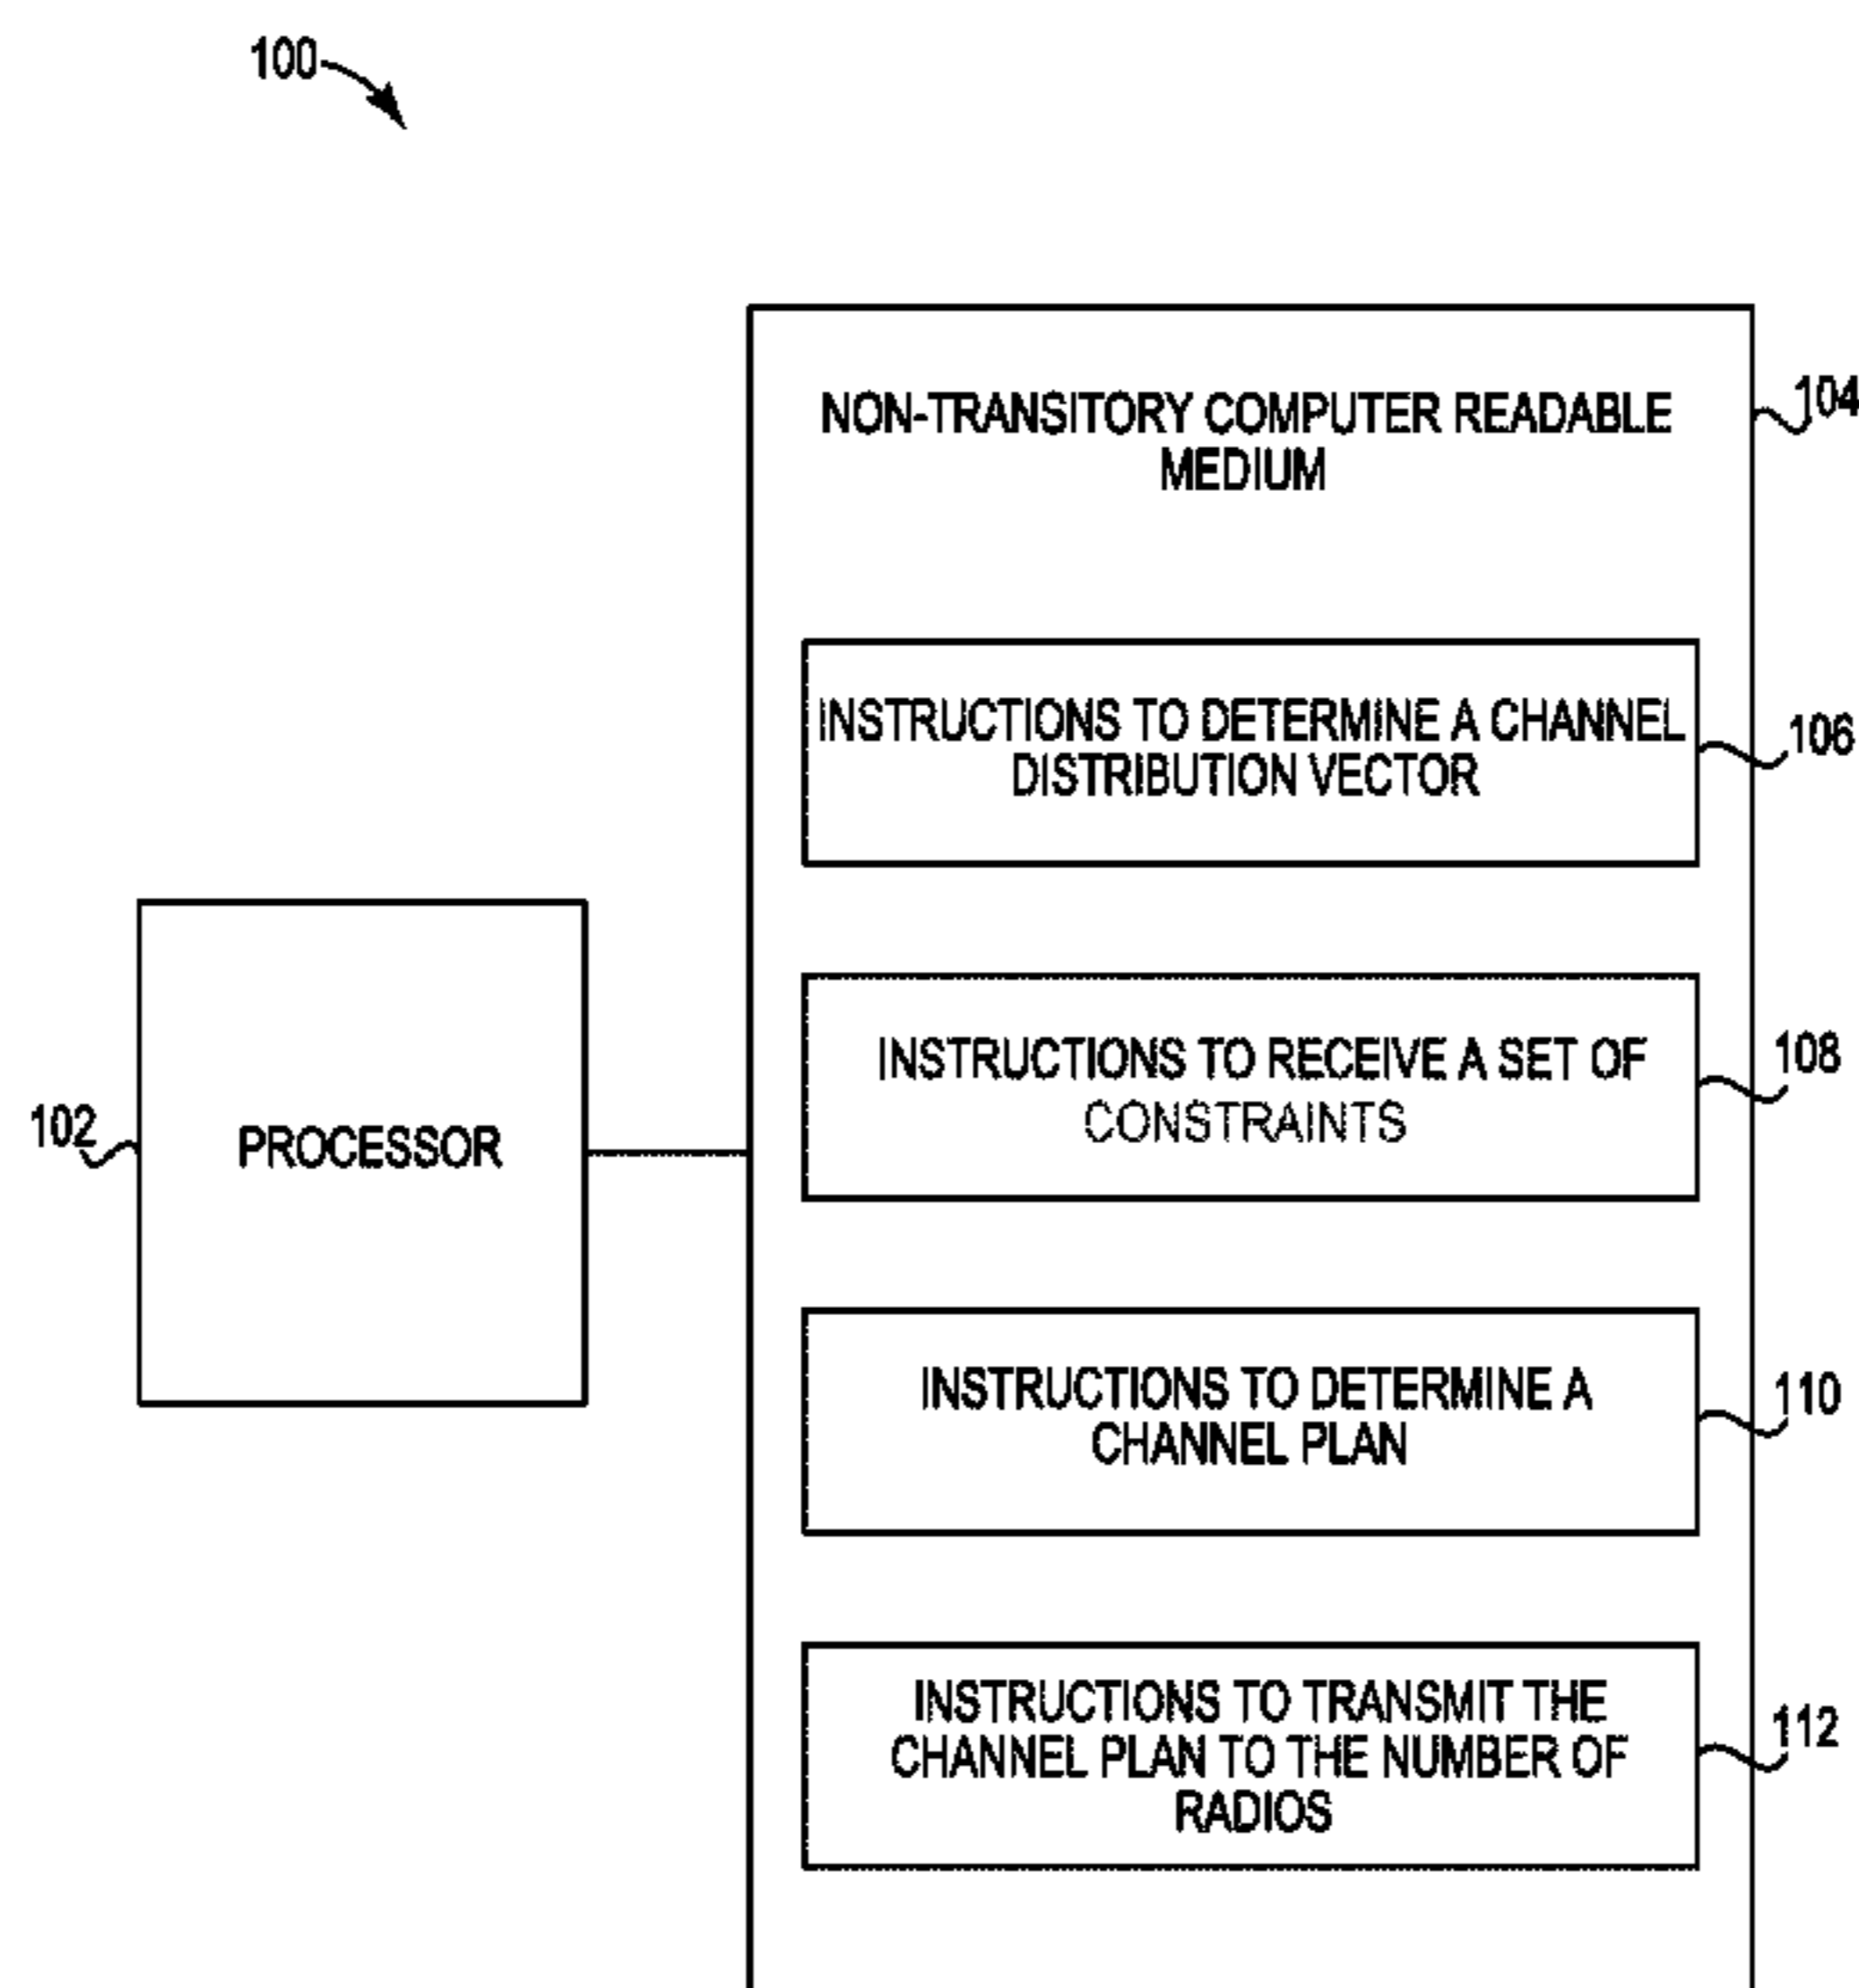 100
NON-TRANSITORY COMPUTER READABLE
MEDIUM
104
INSTRUCTIONS TO DETERMINE A CHANNEL
DISTRIBUTION VECTOR
106
INSTRUCTIONS TO RECEIVE A SET OF
CONSTRAINTS
108
102
PROCESSOR
INSTRUCTIONS TO DETERMINE A
CHANNEL PLAN
110
INSTRUCTIONS TO TRANSMIT THE
CHANNEL PLAN TO THE NUMBER OF
RADIOS
112